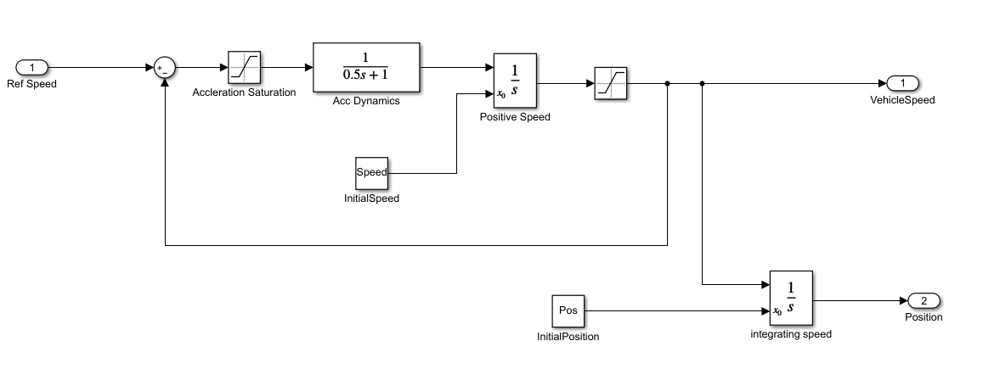 1
Ref Speed
+
−
Accleration Saturation
1
0.5s + 1
Acc Dynamics
1
s
x0
Positive Speed
1
VehicleSpeed
Speed
InitialSpeed
Pos
InitialPosition
1
s
x0
integrating speed
2
Position